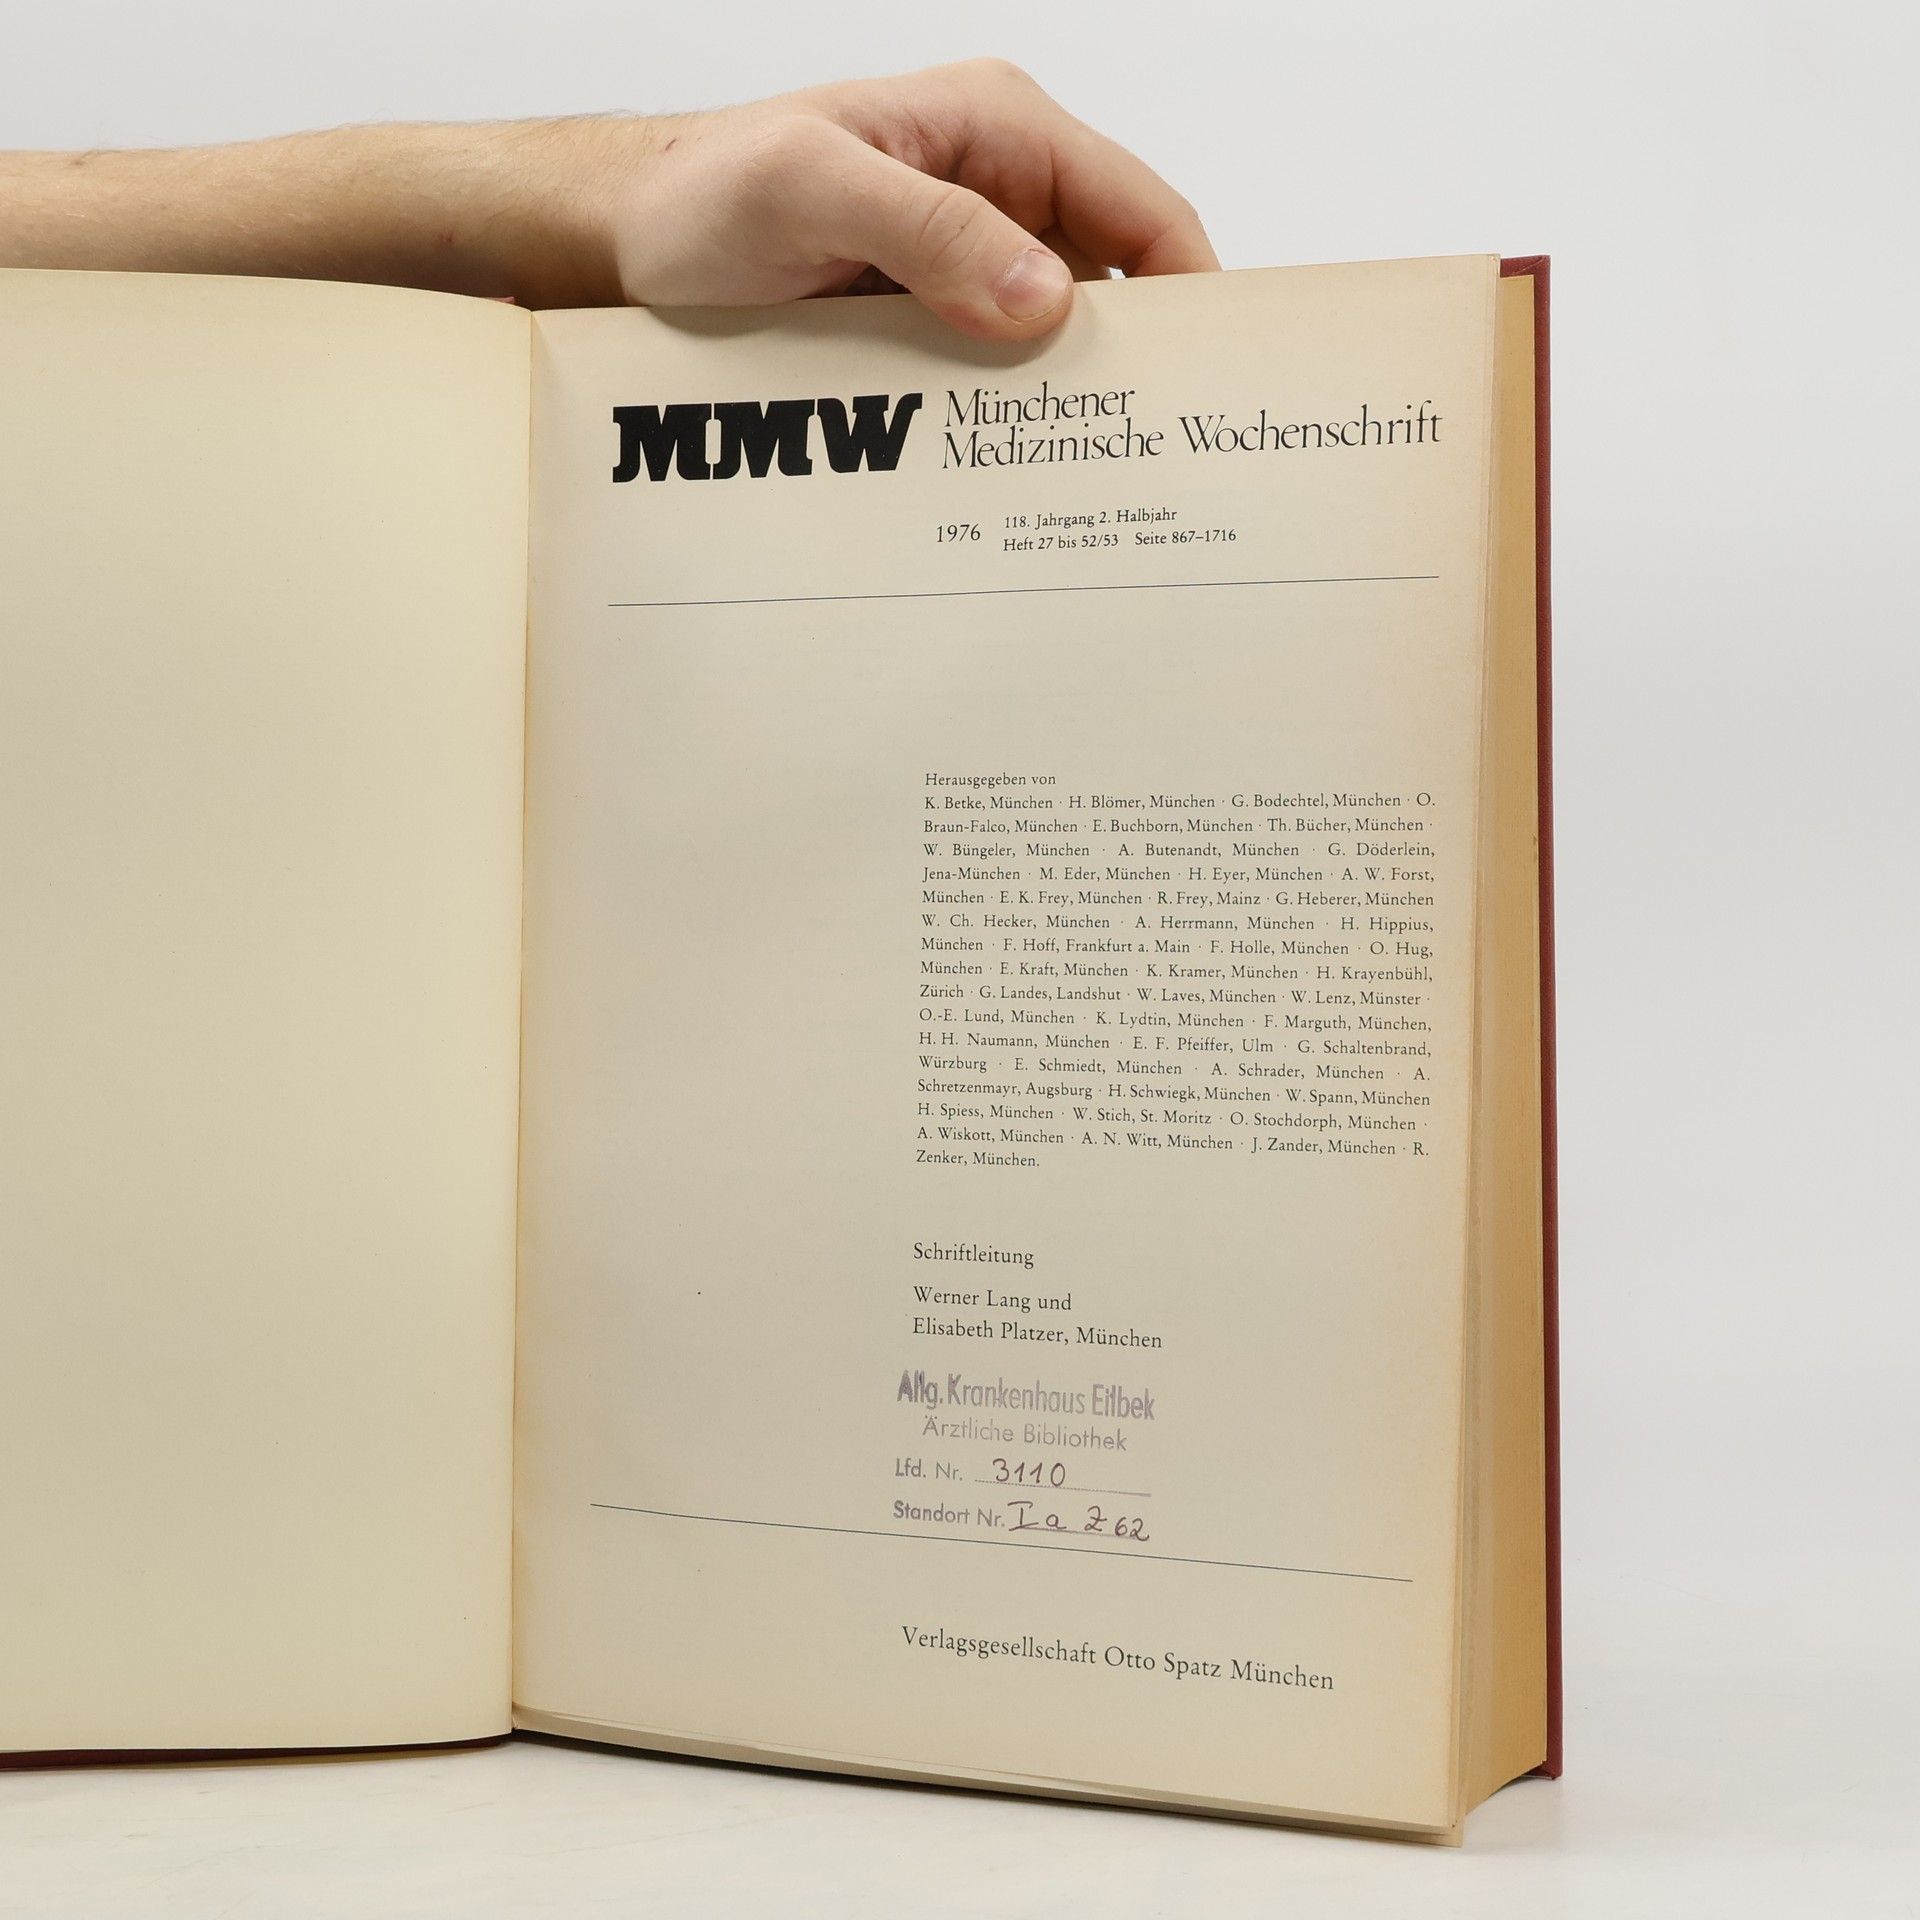 MMW Münchener
Medizinische Wochenschrift
1976 118. Jahrgang 2. Halbjahr
Heft 27 bis 52/53 Seite 867–1716
Herausgegeben von
K. Betke, München · H. Blömer, München · G. Bodechtel, München · O.
Braun-Falco, München · E. Buchborn, München · Th. Bücher, München ·
W. Büngeler, München · A. Butenandt, München · G. Döderlein,
Jena-München · M. Eder, München · H. Eyer, München · A. W. Forst,
München · E. K. Frey, München · R. Frey, Mainz · G. Heberer, München
W. Ch. Hecker, München · A. Herrmann, München · H. Hippius,
München · F. Hoff, Frankfurt a. Main · F. Holle, München · O. Hug,
München · E. Kraft, München · K. Kramer, München · H. Krayenbühl,
Zürich · G. Landes, Landshut · W. Laves, München · W. Lenz, Münster ·
O.-E. Lund, München · K. Lydtin, München · F. Marguth, München,
H. H. Naumann, München · E. F. Pfeiffer, Ulm · G. Schaltenbrand,
Würzburg · E. Schmiedt, München · A. Schrader, München · A.
Schretzenmayr, Augsburg · H. Schwiegk, München · W. Spann, München
H. Spiess, München · W. Stich, St. Moritz · O. Stochdorph, München ·
A. Wiskott, München · A. N. Witt, München · J. Zander, München · R.
Zenker, München.
Schriftleitung
Werner Lang und
Elisabeth Platzer, München
Allg. Krankenhaus Eilbek
Ärztliche Bibliothek
Lfd. Nr. 3110
Standort Nr. I a Z 62
Verlagsgesellschaft Otto Spatz München